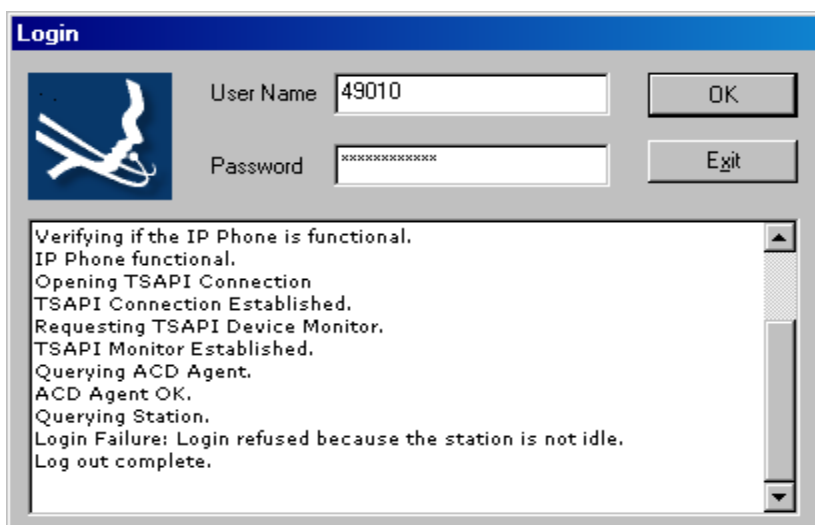 Login
User Name 49010 OK
Password ************ Exit
Verifying if the IP Phone is functional.
IP Phone functional.
Opening TSAPI Connection
TSAPI Connection Established.
Requesting TSAPI Device Monitor.
TSAPI Monitor Established.
Querying ACD Agent.
ACD Agent OK.
Querying Station.
Login Failure: Login refused because the station is not idle.
Log out complete.